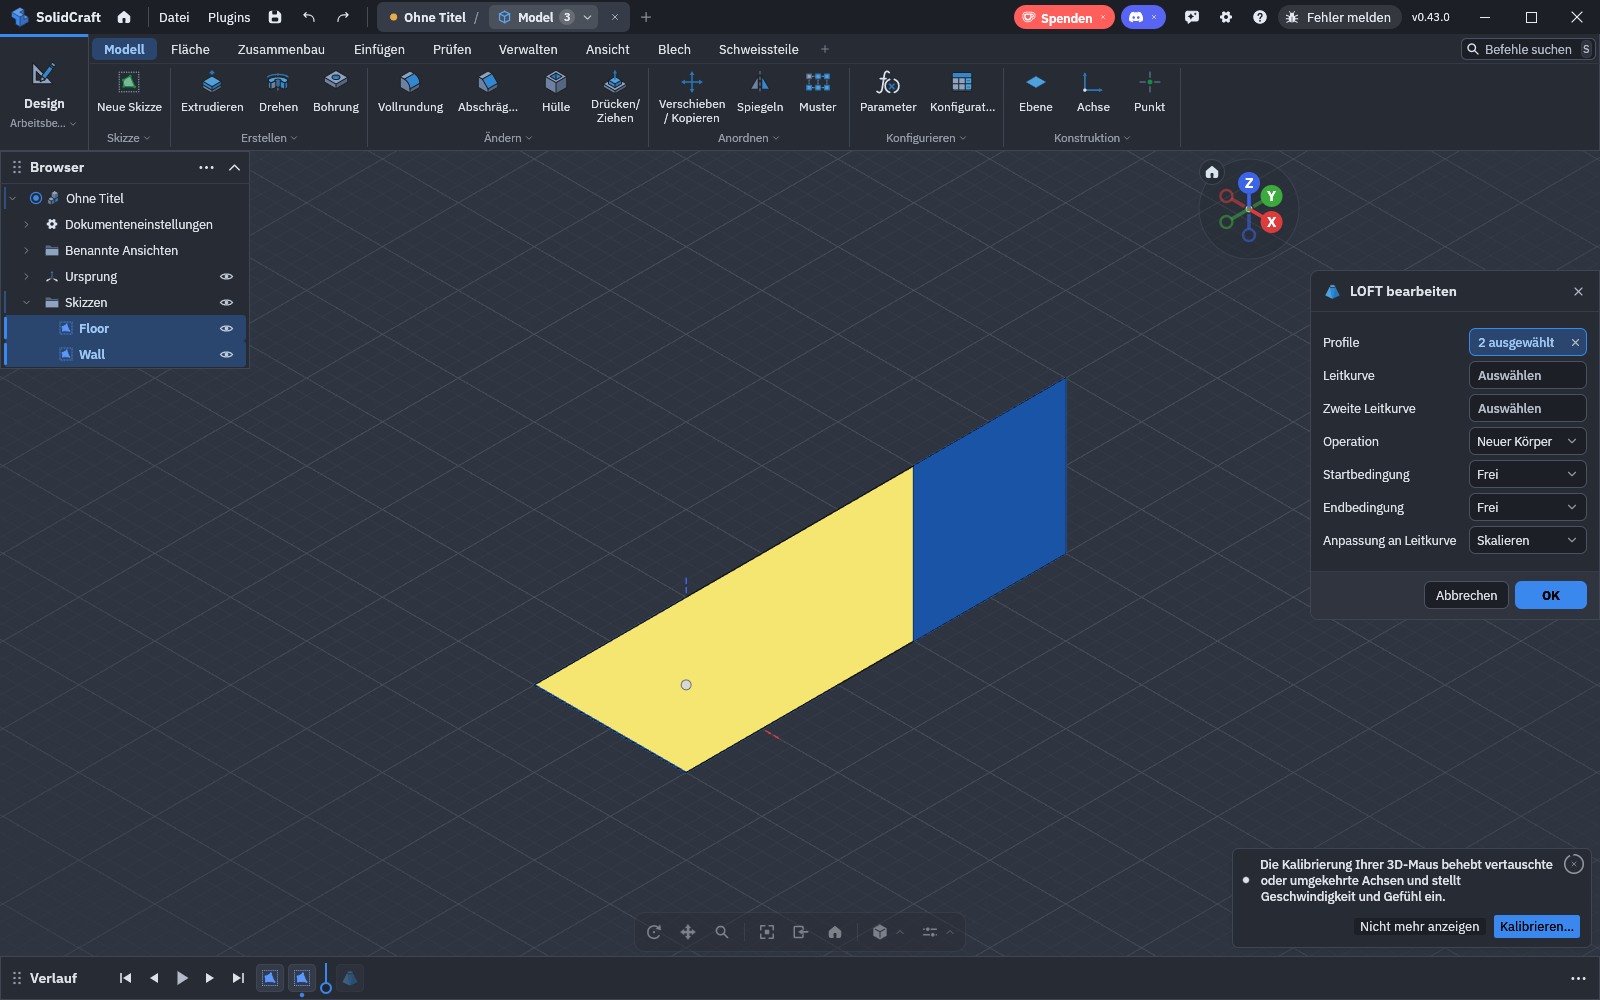 SolidCraft
Datei
Plugins
Ohne Titel /
Model 3
Spenden
Fehler melden
v0.43.0
Design
Arbeitsbe...
Modell
Fläche
Zusammenbau
Einfügen
Prüfen
Verwalten
Ansicht
Blech
Schweissteile
Befehle suchen S
Neue Skizze
Extrudieren
Drehen
Bohrung
Vollrundung
Abschräg...
Hülle
Drücken/
Ziehen
Verschieben
/ Kopieren
Spiegeln
Muster
Parameter
Konfigurat...
Ebene
Achse
Punkt
Skizze
Erstellen
Ändern
Anordnen
Konfigurieren
Konstruktion
Browser
Ohne Titel
Dokumenteneinstellungen
Benannte Ansichten
Ursprung
Skizzen
Floor
Wall
Z
Y
X
LOFT bearbeiten
Profile 2 ausgewählt
Leitkurve Auswählen
Zweite Leitkurve Auswählen
Operation Neuer Körper
Startbedingung Frei
Endbedingung Frei
Anpassung an Leitkurve Skalieren
Abbrechen
OK
Die Kalibrierung Ihrer 3D-Maus behebt vertauschte
oder umgekehrte Achsen und stellt
Geschwindigkeit und Gefühl ein.
Nicht mehr anzeigen
Kalibrieren...
Verlauf